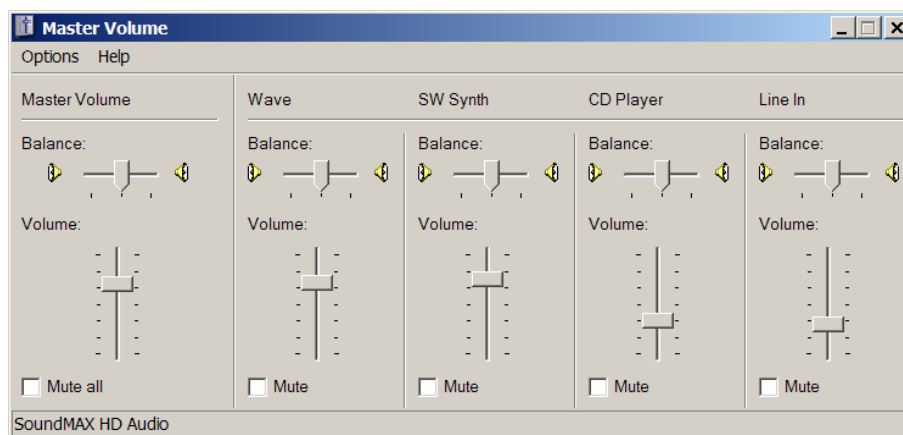 Master Volume
Options Help
Master Volume Wave SW Synth CD Player Line In
Balance: Balance: Balance: Balance: Balance:
Volume: Volume: Volume: Volume: Volume:
Mute all Mute Mute Mute Mute
SoundMAX HD Audio